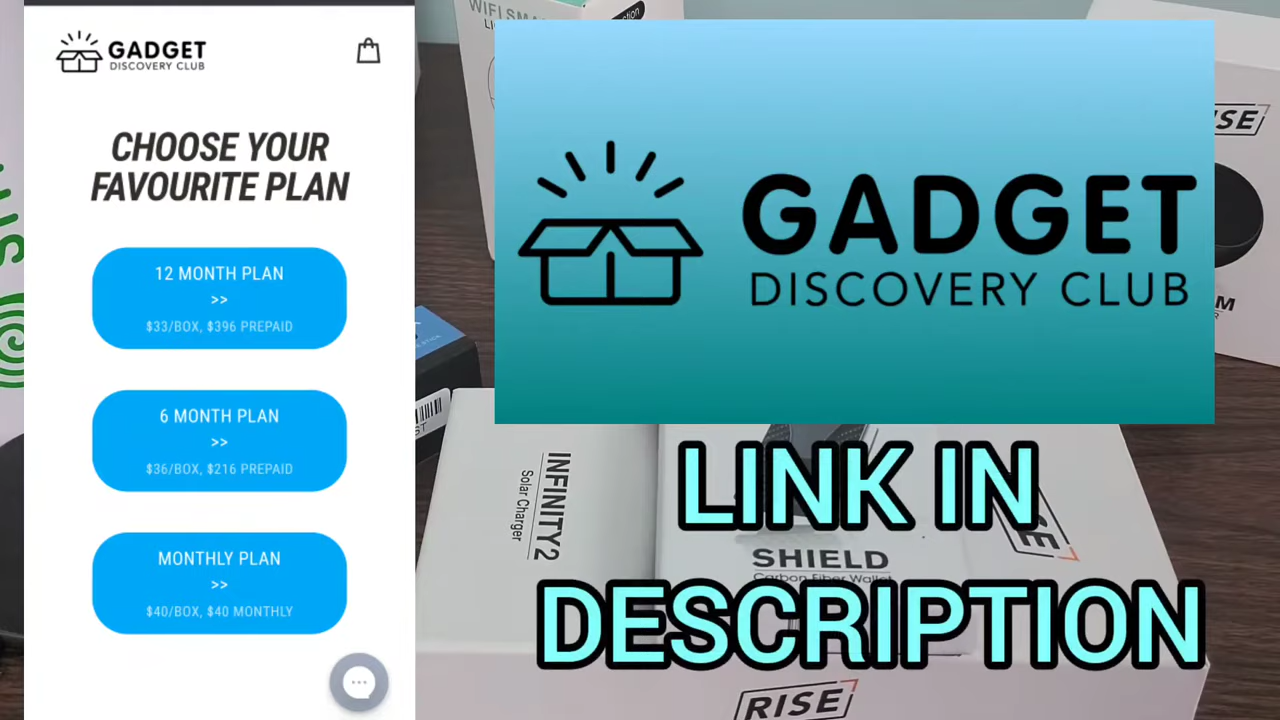 GADGET
DISCOVERY CLUB
CHOOSE YOUR
FAVOURITE PLAN
12 MONTH PLAN
>>
$33/BOX, $396 PREPAID
6 MONTH PLAN
>>
$36/BOX, $216 PREPAID
MONTHLY PLAN
>>
$40/BOX, $40 MONTHLY
GADGET
DISCOVERY CLUB
LINK IN
DESCRIPTION
INFINITY2
Solar Charger
SHIELD
Carbon Fiber Wallet
RISE